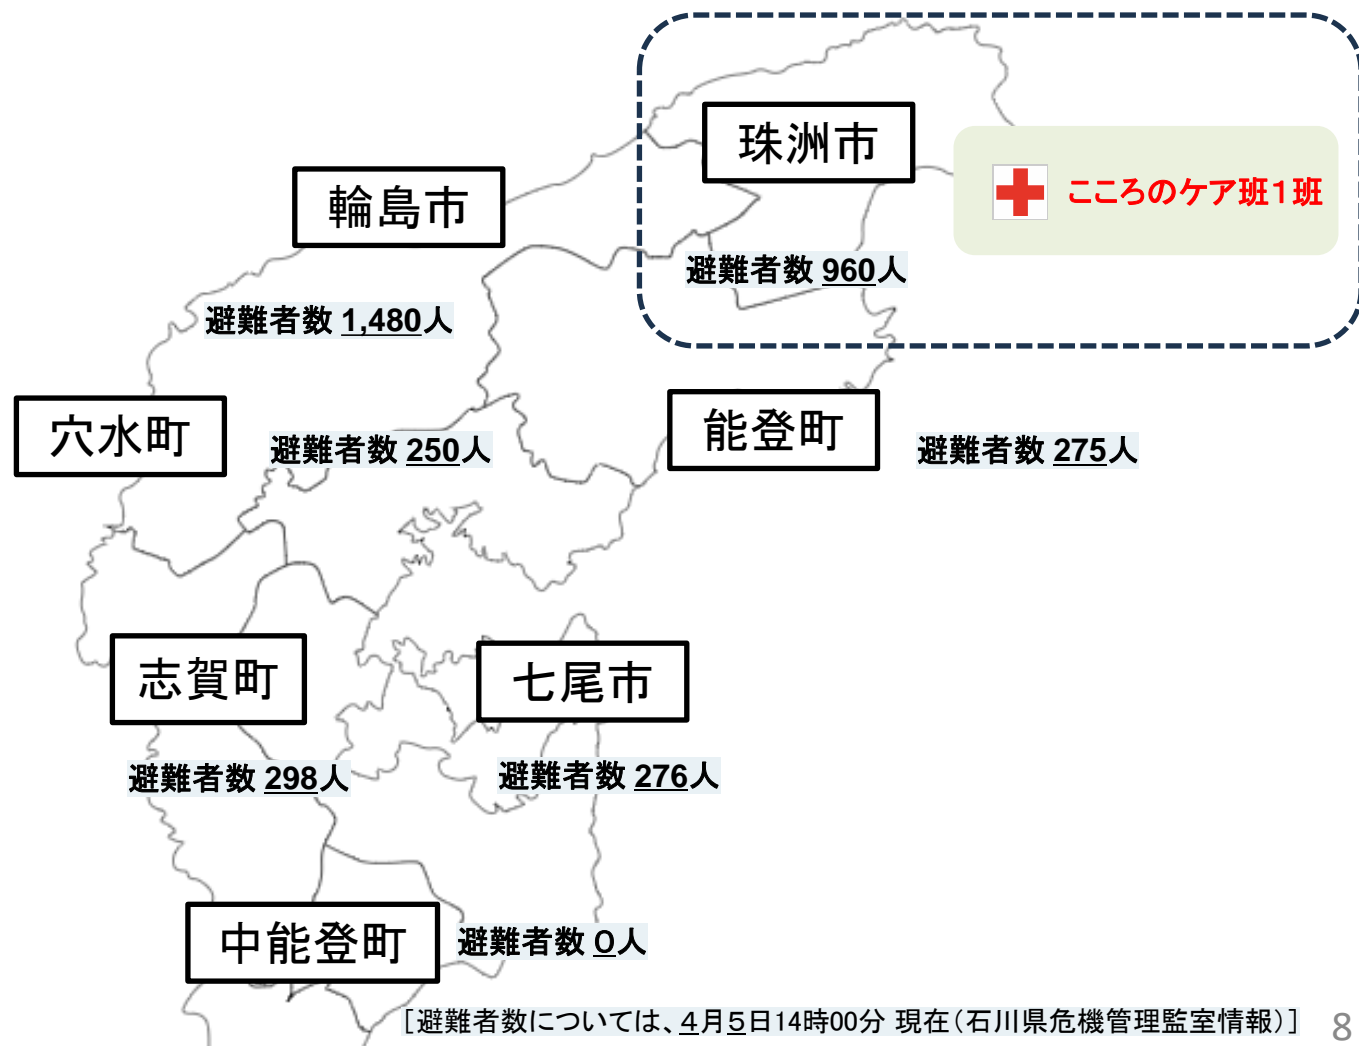 珠洲市
こころのケア班1班
輪島市
避難者数 960人
避難者数 1,480人
穴水町
避難者数 250人
能登町
避難者数 275人
志賀町
七尾市
避難者数 298人
避難者数 276人
中能登町
避難者数 0人
[避難者数については、4月5日14時00分 現在(石川県危機管理監室情報)]
8